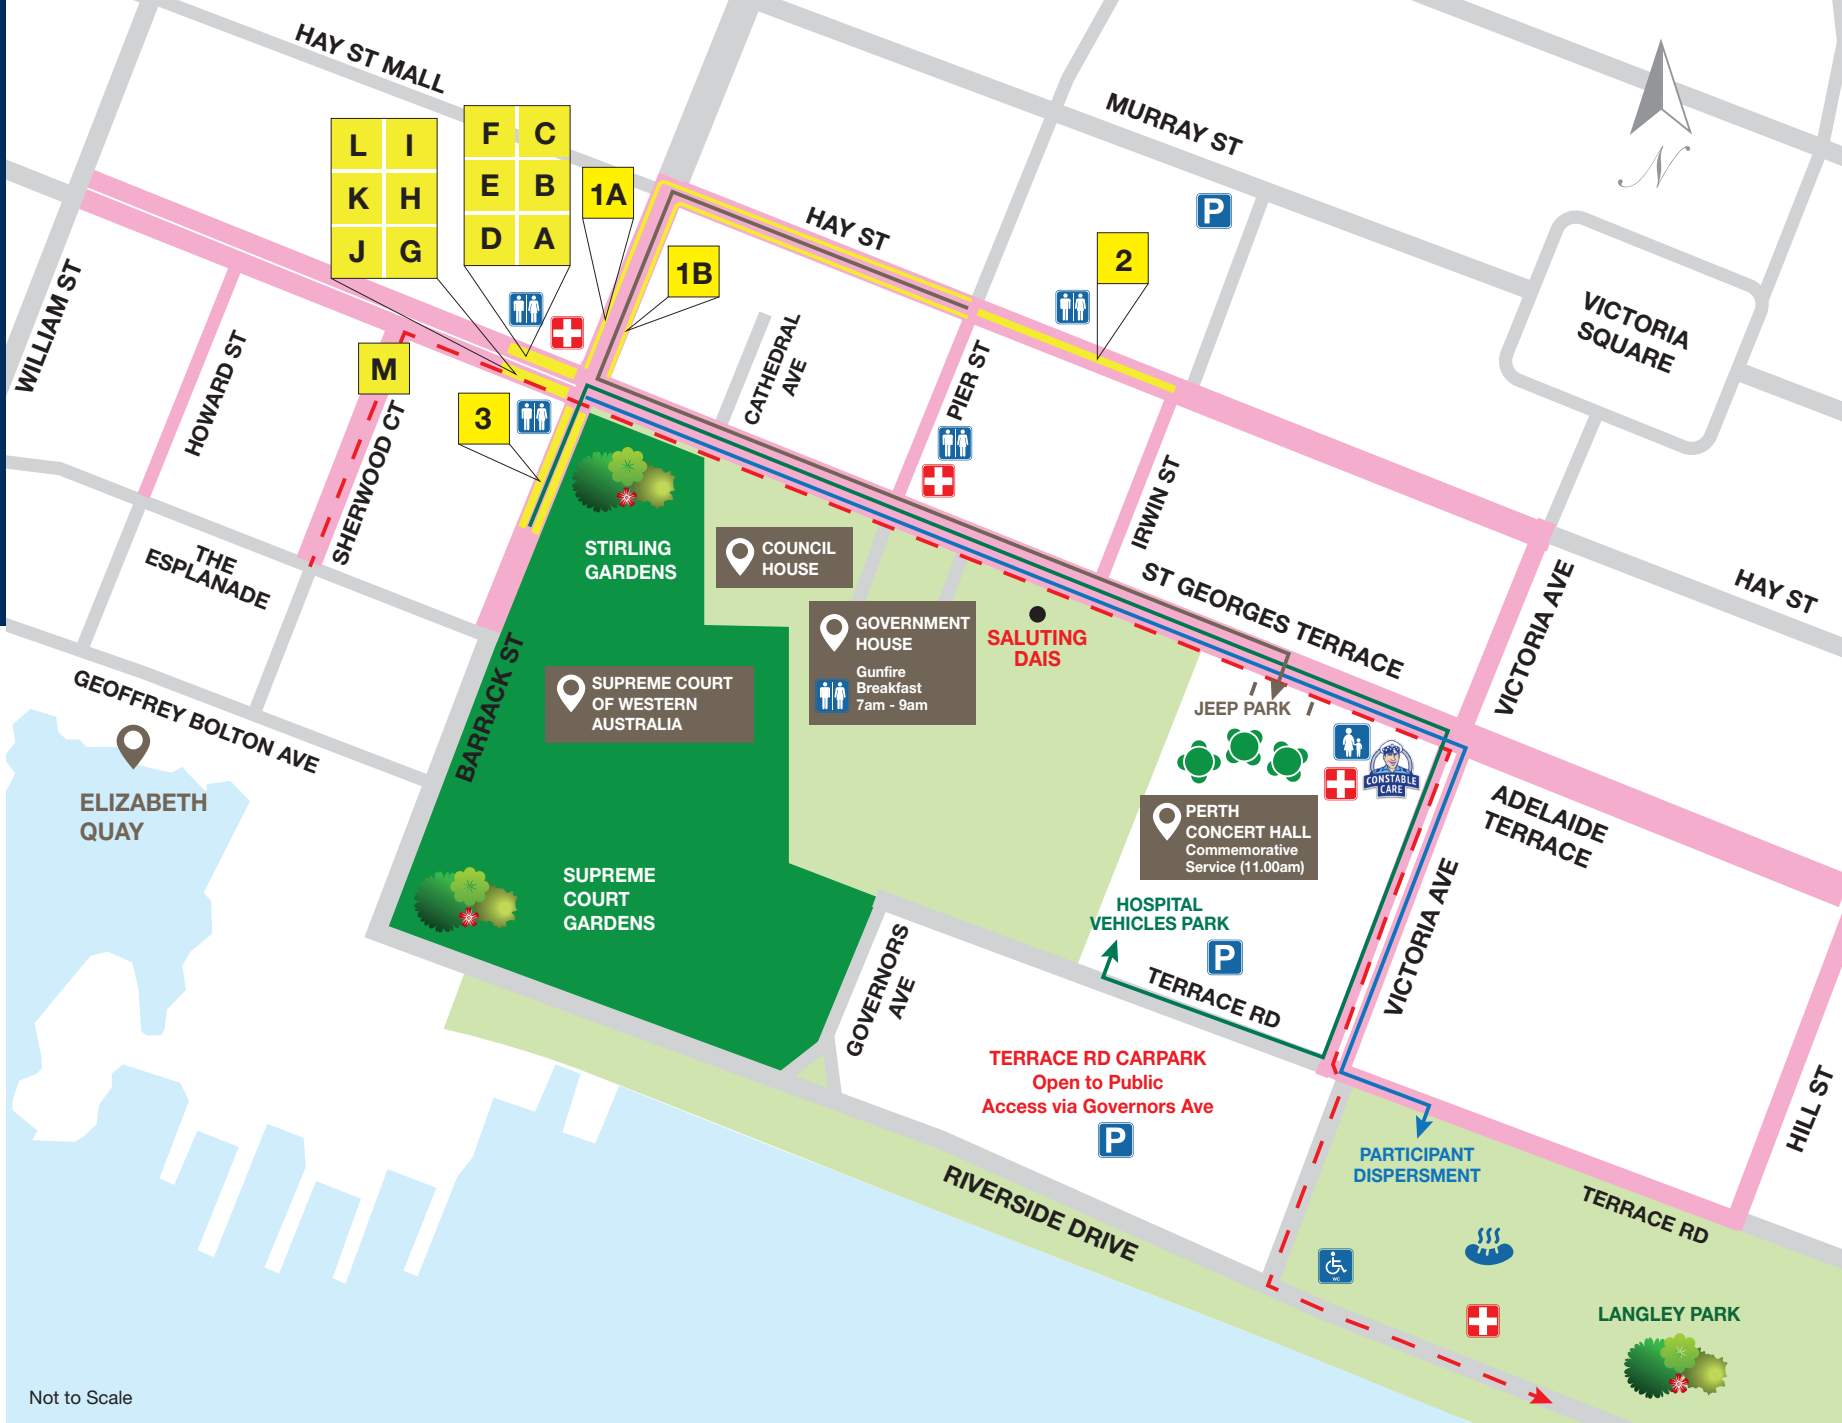 HAY ST MALL
MURRAY ST
N
L I
K H
J G
F C
E B
D A
1A
1B
P
HAY ST
2
VICTORIA
SQUARE
WILLIAM ST
HOWARD ST
M
SHERWOOD CT
3
CATHEDRAL
AVE
PIER ST
IRWIN ST
THE
ESPLANADE
STIRLING
GARDENS
COUNCIL
HOUSE
GOVERNMENT
HOUSE
Gunfire
Breakfast
7am - 9am
SALUTING
DAIS
ST GEORGES TERRACE
VICTORIA AVE
HAY ST
GEOFFREY BOLTON AVE
BARRACK ST
SUPREME COURT
OF WESTERN
AUSTRALIA
JEEP PARK
CONSTABLE
CARE
ELIZABETH
QUAY
PERTH
CONCERT HALL
Commemorative
Service (11.00am)
ADELAIDE
TERRACE
SUPREME
COURT
GARDENS
HOSPITAL
VEHICLES PARK
P
VICTORIA AVE
GOVERNORS
AVE
TERRACE RD
TERRACE RD CARPARK
Open to Public
Access via Governors Ave
P
HILL ST
PARTICIPANT
DISPERSMENT
RIVERSIDE DRIVE
TERRACE RD
WC
LANGLEY PARK
Not to Scale